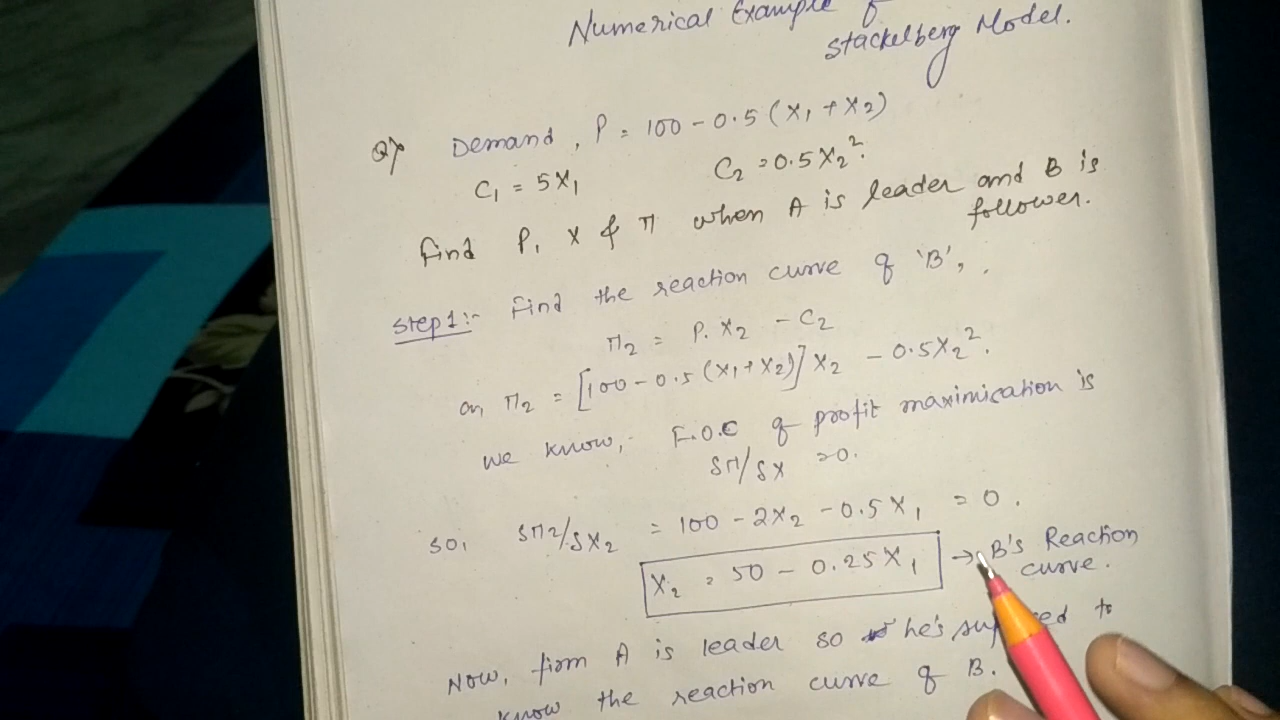 Numerical Example of
Stackelberg Model.
Q) Demand, P = 100 - 0.5 (X₁ + X₂)
C₁ = 5X₁ C₂ = 0.5X₂².
find P, X & π when A is leader and B is
follower.
Step 1:- Find the reaction curve of 'B',
π₂ = P. X₂ - C₂
or, π₂ = [100 - 0.5 (X₁ + X₂)] X₂ - 0.5X₂².
we know,- F.O.C of profit maximication is
δπ/δX = 0.
so, δπ2/δX₂ = 100 - 2X₂ - 0.5X₁ = 0.
X₂ = 50 - 0.25X₁ → B's Reaction
curve.
Now, firm A is leader so he's to
know the reaction curve of B.